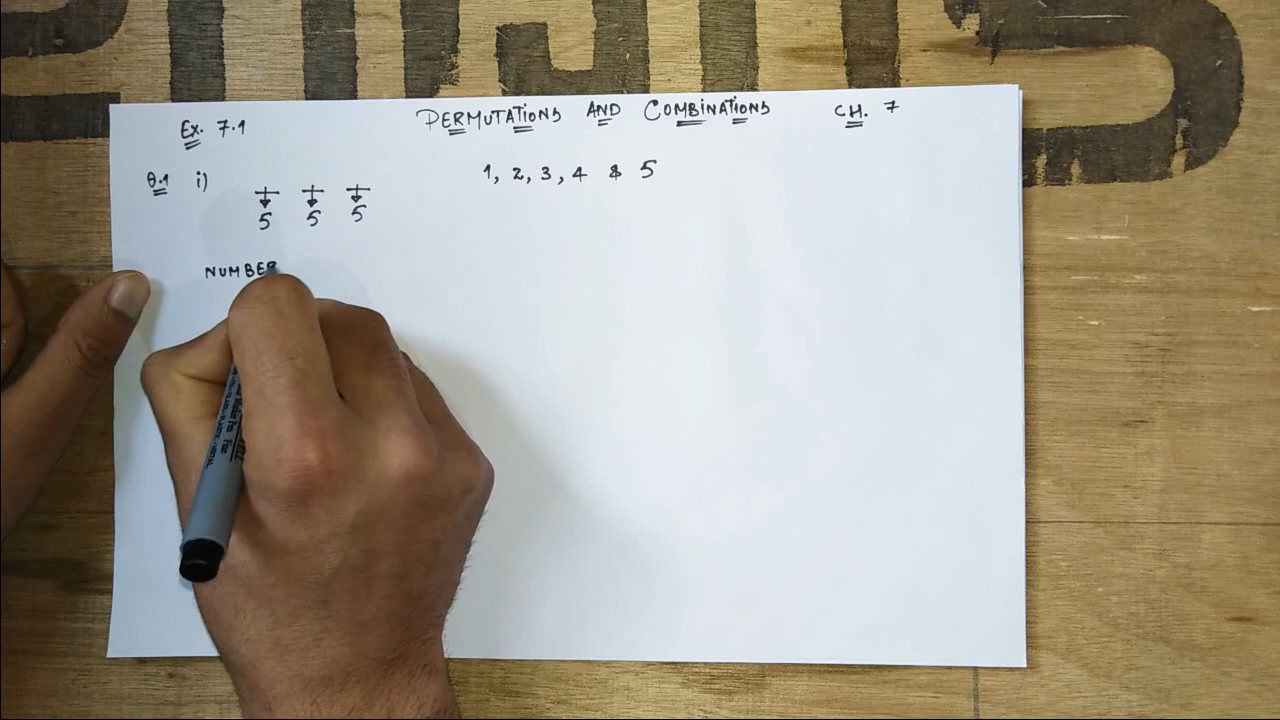 Ex. 7.1 PERMUTATIONS AND COMBINATIONS CH. 7
Q.1 i) 1, 2, 3, 4 & 5
5 5 5
NUMBER